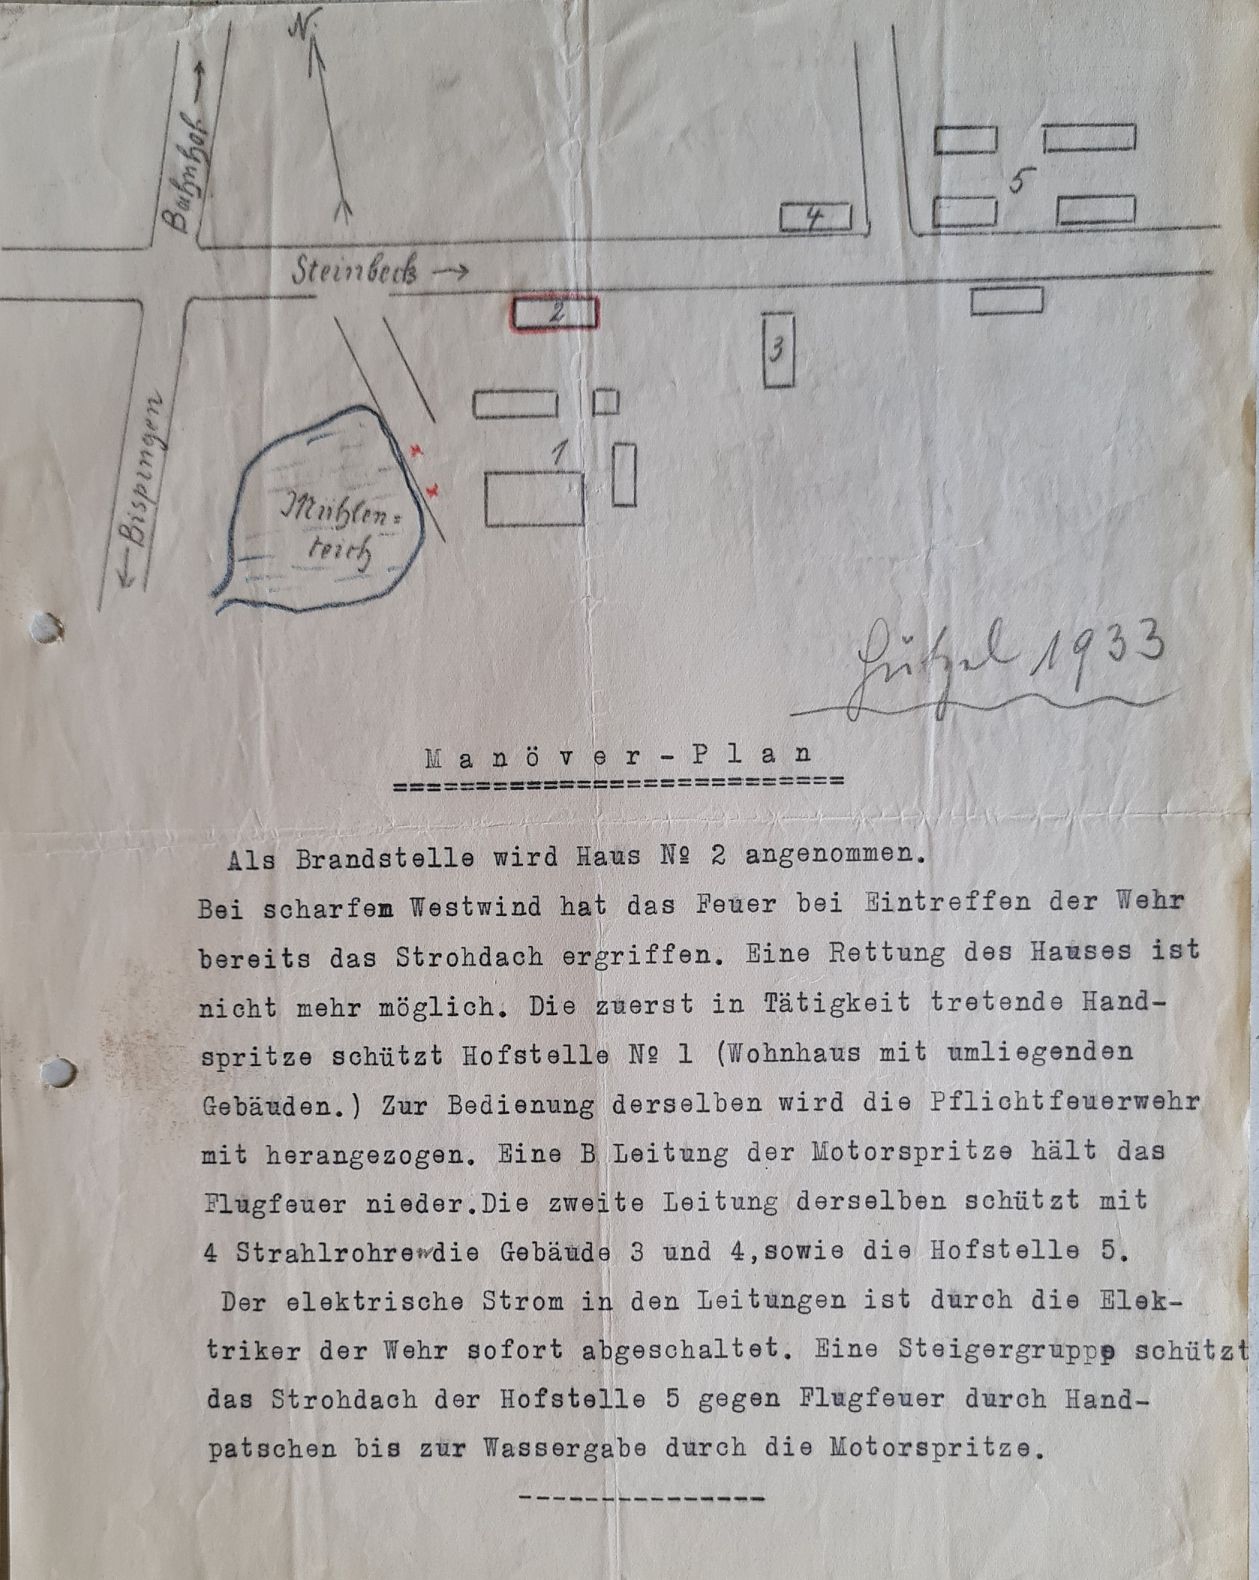 N.
Bahnhof →
4
5
Steinbeck →
2
3
1
← Bispingen
Mühlen=
teich
Hützel 1933
Manöver-Plan
===========================
Als Brandstelle wird Haus № 2 angenommen.
Bei scharfem Westwind hat das Feuer bei Eintreffen der Wehr
bereits das Strohdach ergriffen. Eine Rettung des Hauses ist
nicht mehr möglich. Die zuerst in Tätigkeit tretende Hand-
spritze schützt Hofstelle № 1 (Wohnhaus mit umliegenden
Gebäuden.) Zur Bedienung derselben wird die Pflichtfeuerwehr
mit herangezogen. Eine B Leitung der Motorspritze hält das
Flugfeuer nieder.Die zweite Leitung derselben schützt mit
4 Strahlrohren die Gebäude 3 und 4,sowie die Hofstelle 5.
Der elektrische Strom in den Leitungen ist durch die Elek-
triker der Wehr sofort abgeschaltet. Eine Steigergruppe schützt
das Strohdach der Hofstelle 5 gegen Flugfeuer durch Hand-
patschen bis zur Wassergabe durch die Motorspritze.
---------------